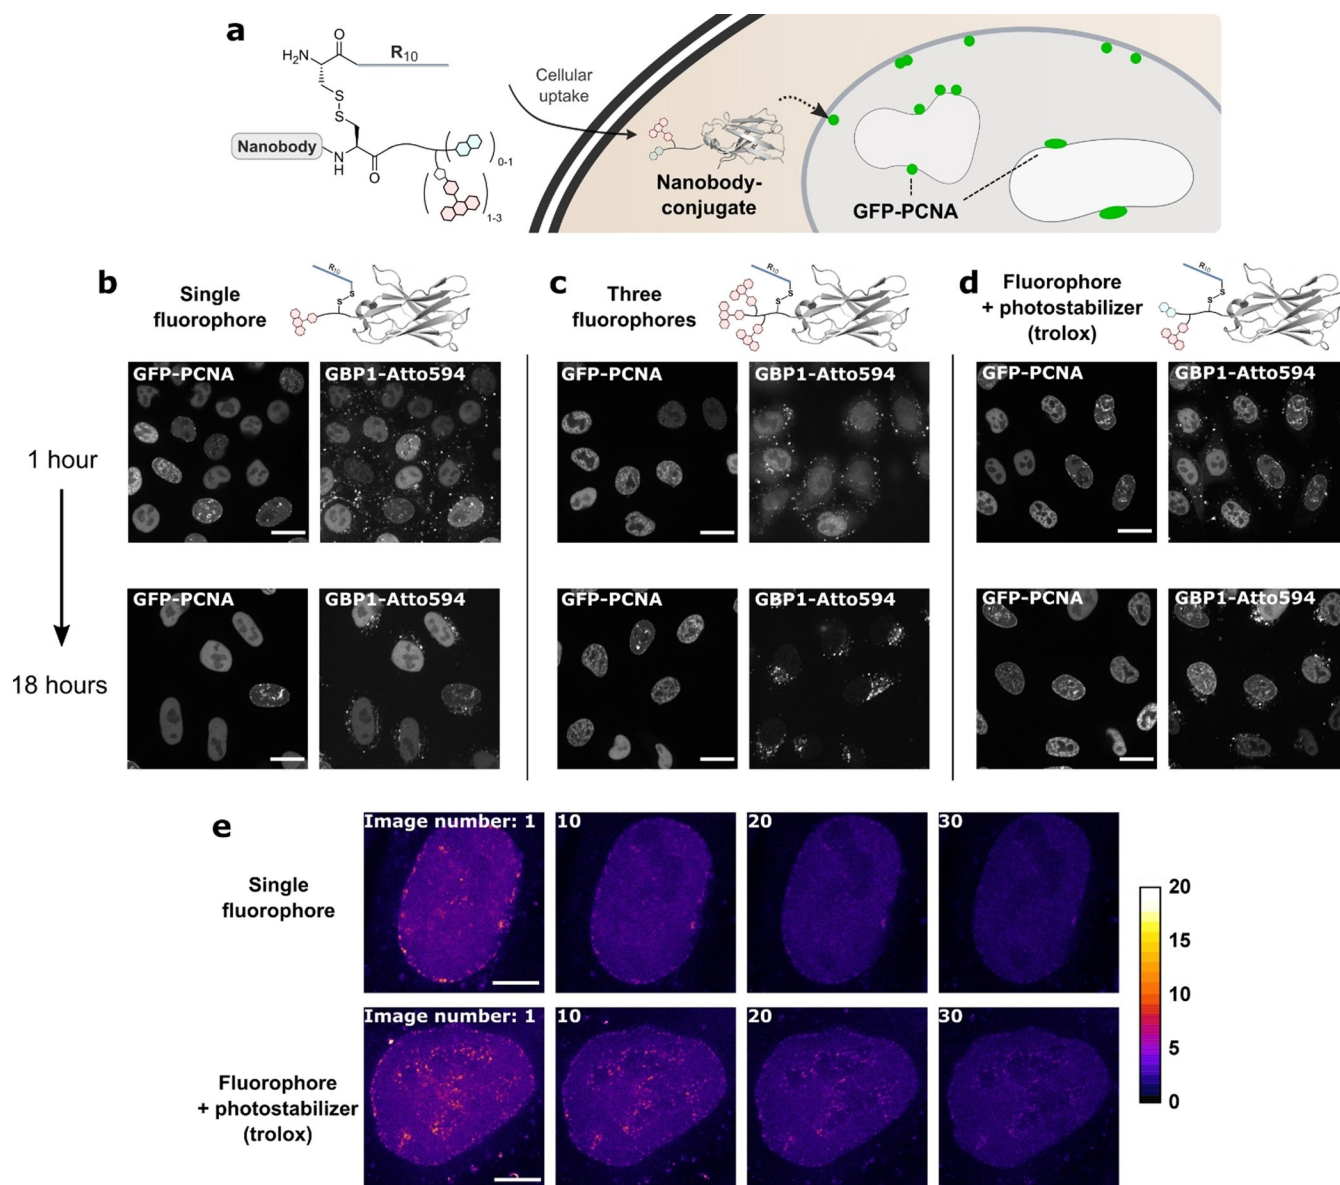 a
H₂N
O
R₁₀
S
S
Nanobody
N
H
O
0-1
1-3
Cellular
uptake
Nanobody-
conjugate
GFP-PCNA
b
Single
fluorophore
R₁₀
S
S
c
Three
fluorophores
R₁₀
S
S
d
Fluorophore
+ photostabilizer
(trolox)
R₁₀
S
S
1 hour
GFP-PCNA
GBP1-Atto594
GFP-PCNA
GBP1-Atto594
GFP-PCNA
GBP1-Atto594
18 hours
GFP-PCNA
GBP1-Atto594
GFP-PCNA
GBP1-Atto594
GFP-PCNA
GBP1-Atto594
e
Single
fluorophore
Image number: 1
10
20
30
Fluorophore
+ photostabilizer
(trolox)
Image number: 1
10
20
30
20
15
10
5
0